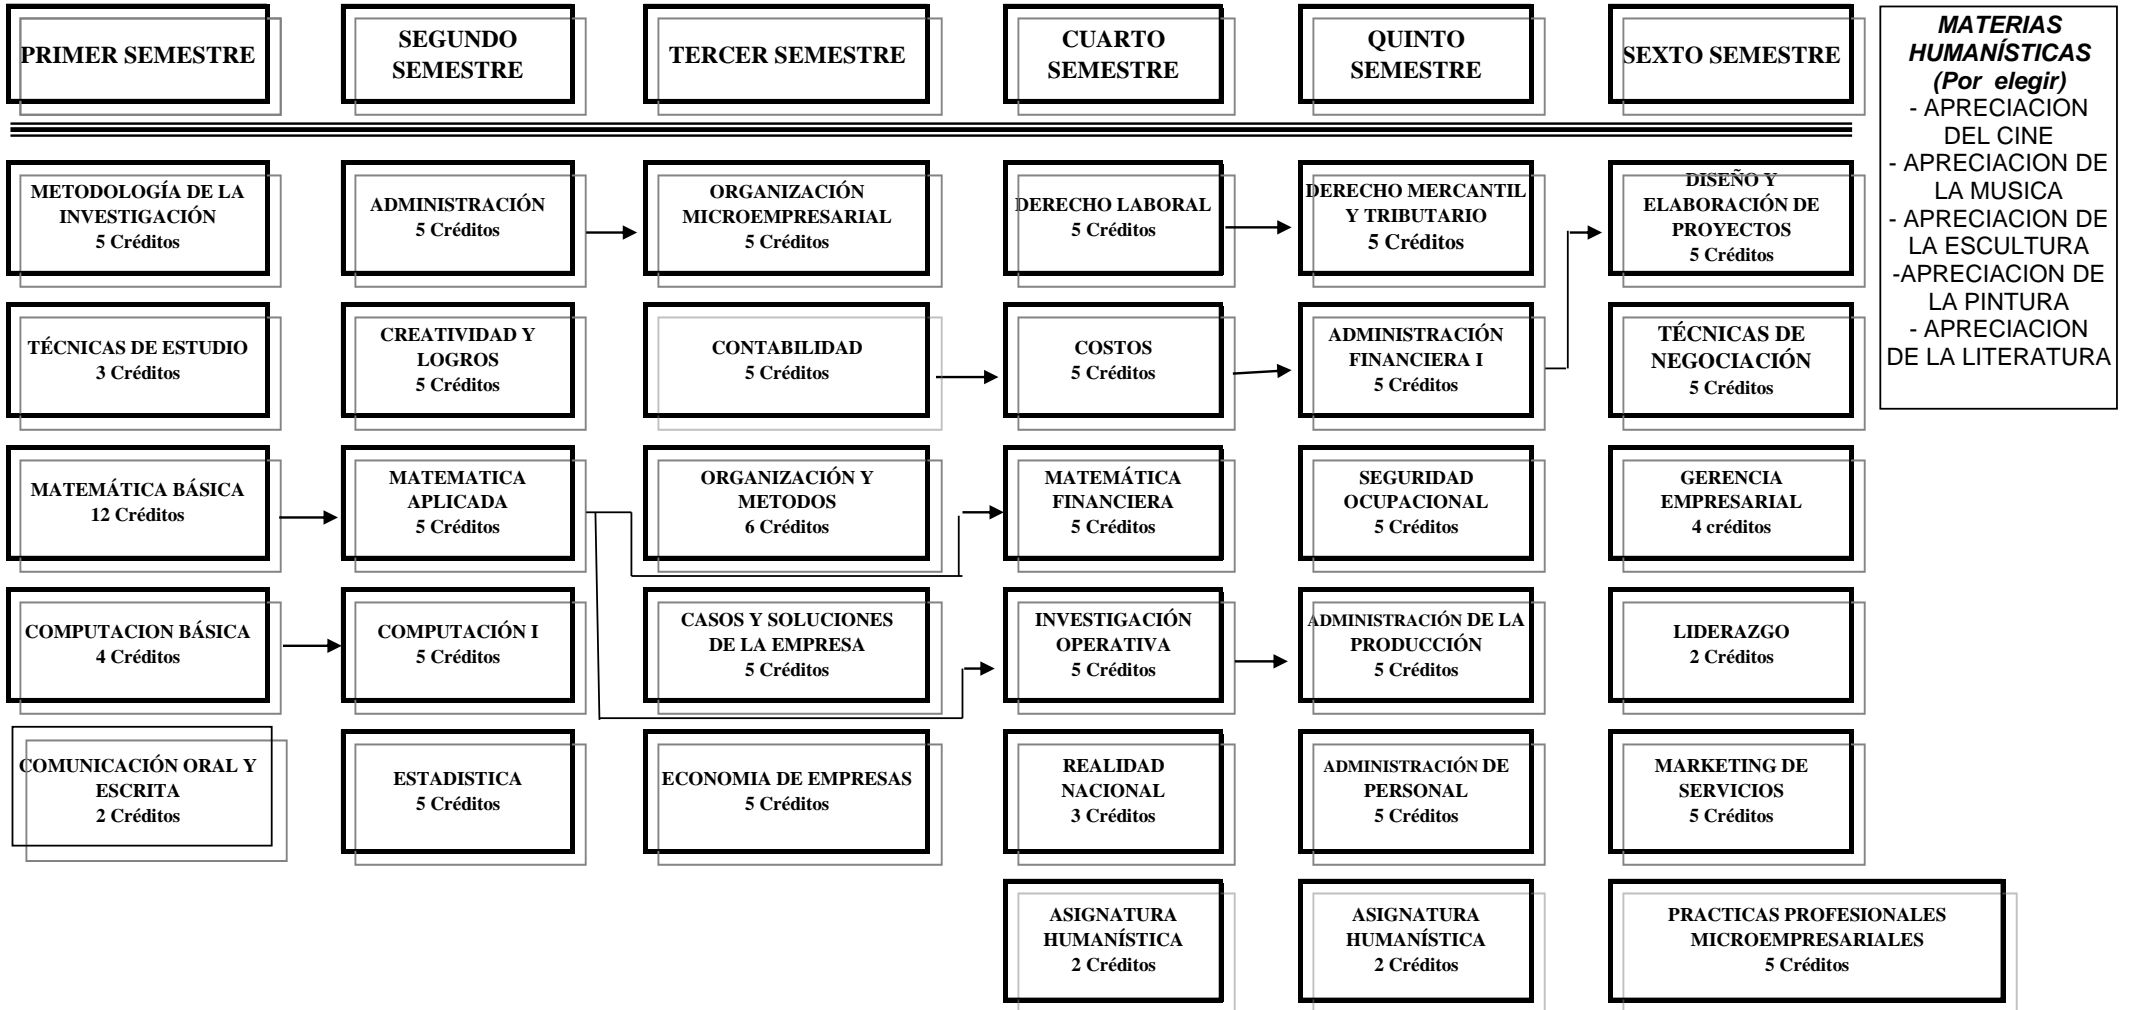 PRIMER SEMESTRE
SEGUNDO
SEMESTRE
TERCER SEMESTRE
CUARTO
SEMESTRE
QUINTO
SEMESTRE
SEXTO SEMESTRE
MATERIAS
HUMANÍSTICAS
(Por elegir)
- APRECIACION
DEL CINE
- APRECIACION DE
LA MUSICA
- APRECIACION DE
LA ESCULTURA
-APRECIACION DE
LA PINTURA
- APRECIACION
DE LA LITERATURA
METODOLOGÍA DE LA
INVESTIGACIÓN
5 Créditos
ADMINISTRACIÓN
5 Créditos
ORGANIZACIÓN
MICROEMPRESARIAL
5 Créditos
DERECHO LABORAL
5 Créditos
DERECHO MERCANTIL
Y TRIBUTARIO
5 Créditos
DISEÑO Y
ELABORACIÓN DE
PROYECTOS
5 Créditos
TÉCNICAS DE ESTUDIO
3 Créditos
CREATIVIDAD Y
LOGROS
5 Créditos
CONTABILIDAD
5 Créditos
COSTOS
5 Créditos
ADMINISTRACIÓN
FINANCIERA I
5 Créditos
TÉCNICAS DE
NEGOCIACIÓN
5 Créditos
MATEMÁTICA BÁSICA
12 Créditos
MATEMATICA
APLICADA
5 Créditos
ORGANIZACIÓN Y
METODOS
6 Créditos
MATEMÁTICA
FINANCIERA
5 Créditos
SEGURIDAD
OCUPACIONAL
5 Créditos
GERENCIA
EMPRESARIAL
4 créditos
COMPUTACION BÁSICA
4 Créditos
COMPUTACIÓN I
5 Créditos
CASOS Y SOLUCIONES
DE LA EMPRESA
5 Créditos
INVESTIGACIÓN
OPERATIVA
5 Créditos
ADMINISTRACIÓN DE LA
PRODUCCIÓN
5 Créditos
LIDERAZGO
2 Créditos
COMUNICACIÓN ORAL Y
ESCRITA
2 Créditos
ESTADISTICA
5 Créditos
ECONOMIA DE EMPRESAS
5 Créditos
REALIDAD
NACIONAL
3 Créditos
ADMINISTRACIÓN DE
PERSONAL
5 Créditos
MARKETING DE
SERVICIOS
5 Créditos
ASIGNATURA
HUMANÍSTICA
2 Créditos
ASIGNATURA
HUMANÍSTICA
2 Créditos
PRACTICAS PROFESIONALES
MICROEMPRESARIALES
5 Créditos